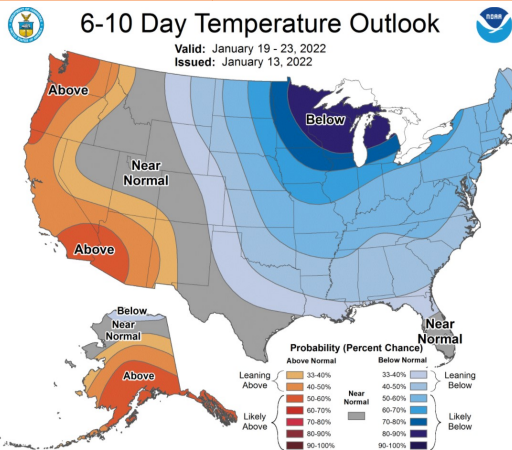 6-10 Day Temperature Outlook
Valid: January 19 - 23, 2022
Issued: January 13, 2022
NOAA
Above
Below
Near
Normal
Above
Near
Normal
Below
Near
Normal
Above
Probability (Percent Chance)
Above Normal
Below Normal
Leaning
Above
33-40%
40-50%
Likely
Above
50-60%
60-70%
70-80%
80-90%
90-100%
Near
Normal
33-40%
40-50%
Leaning
Below
50-60%
60-70%
70-80%
80-90%
90-100%
Likely
Below